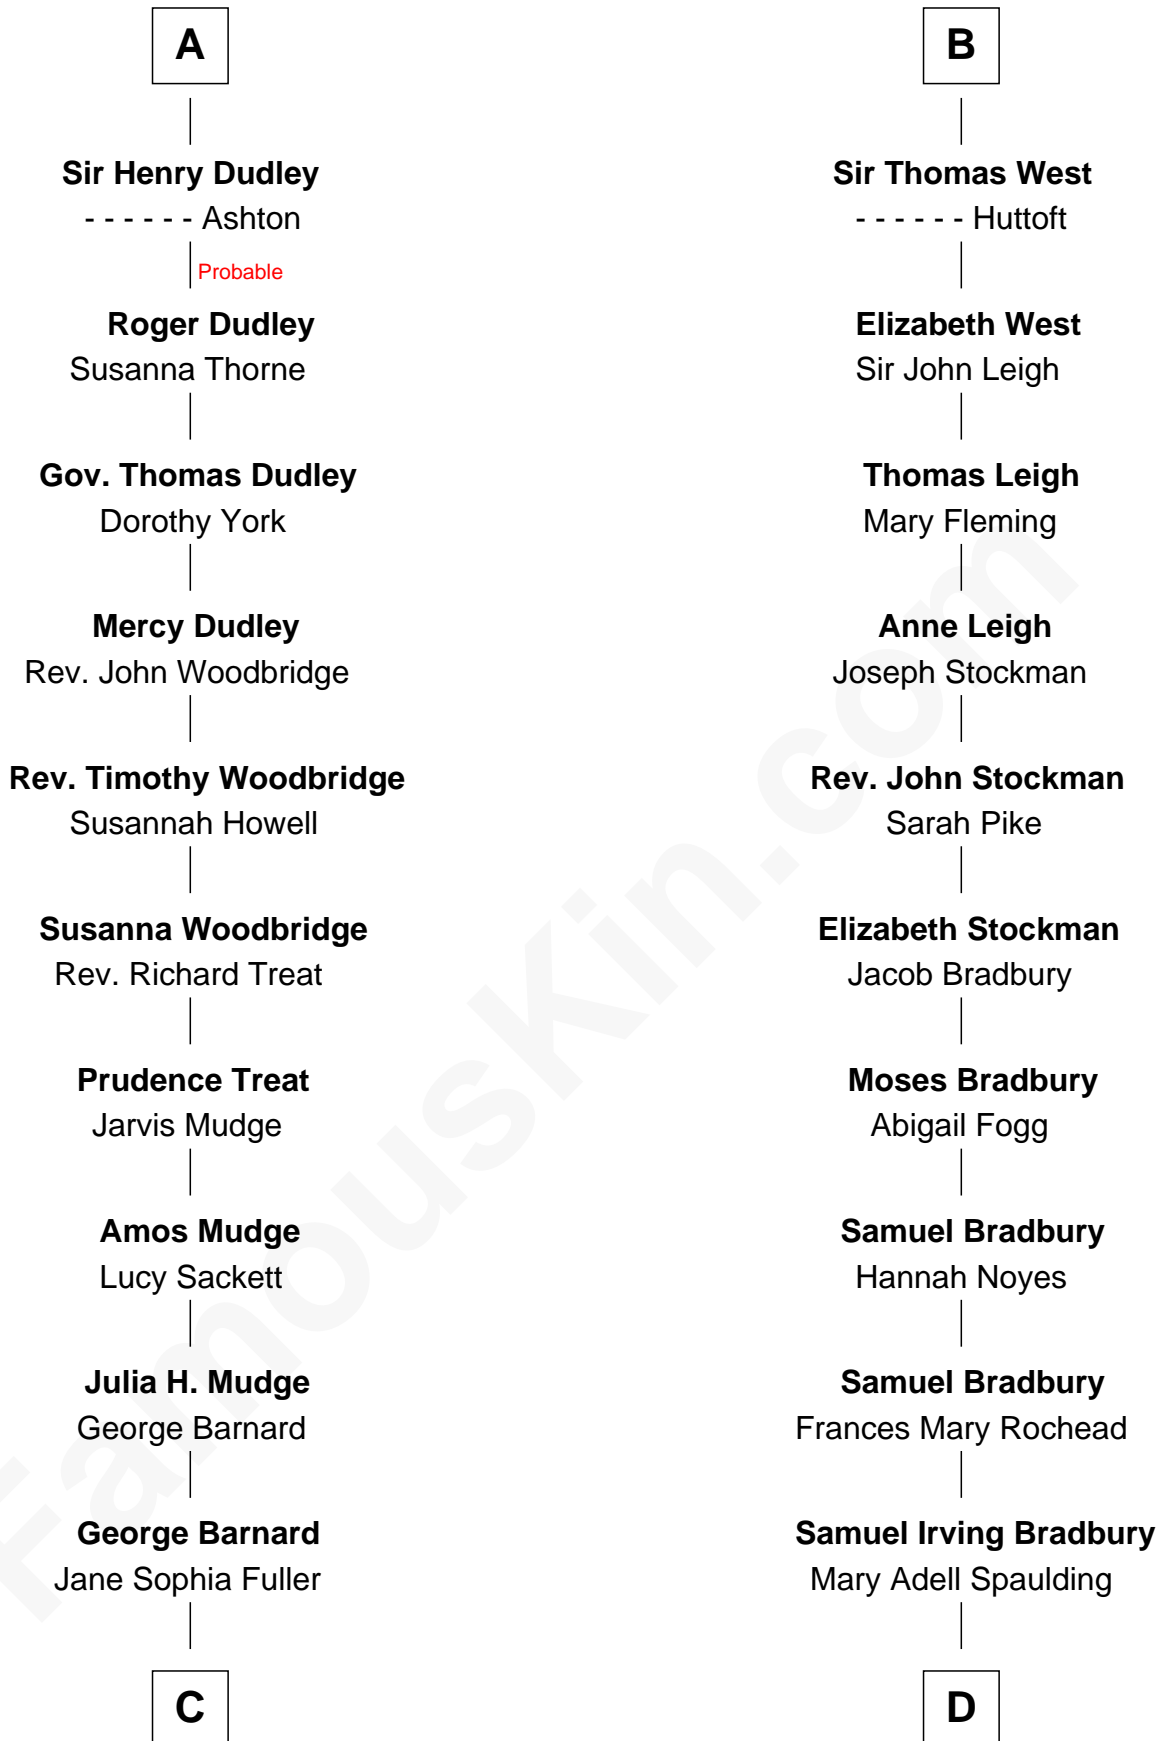 A
Sir Henry Dudley
- - - - - - Ashton
Probable
Roger Dudley
Susanna Thorne
Gov. Thomas Dudley
Dorothy York
Mercy Dudley
Rev. John Woodbridge
Rev. Timothy Woodbridge
Susannah Howell
Susanna Woodbridge
Rev. Richard Treat
Prudence Treat
Jarvis Mudge
Amos Mudge
Lucy Sackett
Julia H. Mudge
George Barnard
George Barnard
Jane Sophia Fuller
C
B
Sir Thomas West
- - - - - - Huttoft
Elizabeth West
Sir John Leigh
Thomas Leigh
Mary Fleming
Anne Leigh
Joseph Stockman
Rev. John Stockman
Sarah Pike
Elizabeth Stockman
Jacob Bradbury
Moses Bradbury
Abigail Fogg
Samuel Bradbury
Hannah Noyes
Samuel Bradbury
Frances Mary Rochead
Samuel Irving Bradbury
Mary Adell Spaulding
D
FamousKin.com